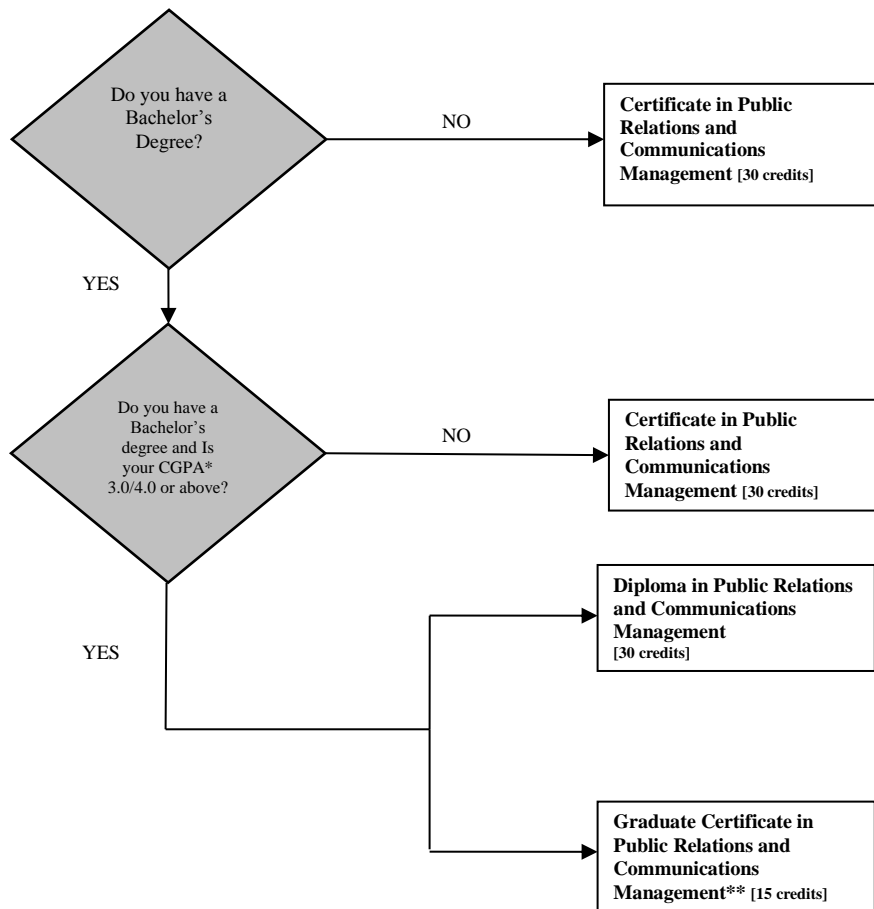 Do you have a
Bachelor's
Degree?
NO
Certificate in Public
Relations and
Communications
Management [30 credits]
YES
Do you have a
Bachelor's
degree and Is
your CGPA*
3.0/4.0 or above?
NO
Certificate in Public
Relations and
Communications
Management [30 credits]
YES
Diploma in Public Relations
and Communications
Management
[30 credits]
Graduate Certificate in
Public Relations and
Communications
Management** [15 credits]